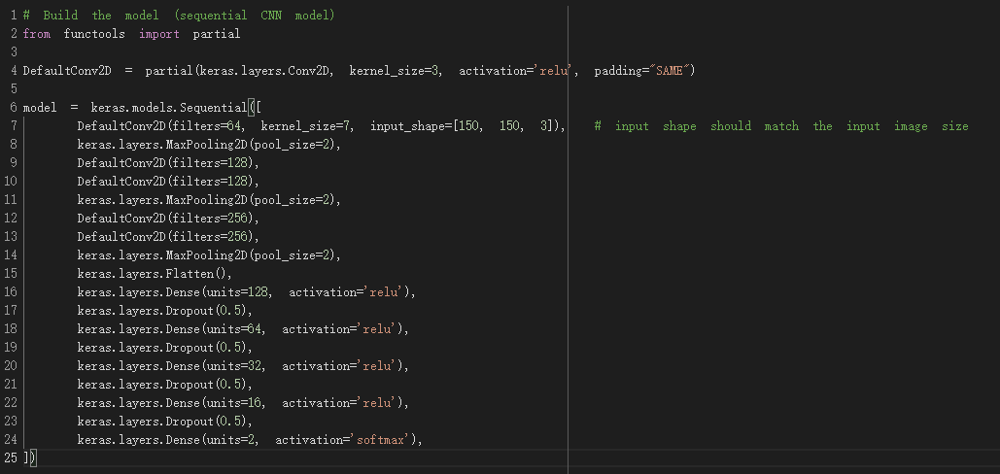 1 # Build the model (sequential CNN model)
2 from functools import partial
3
4 DefaultConv2D = partial(keras.layers.Conv2D, kernel_size=3, activation='relu', padding="SAME")
5
6 model = keras.models.Sequential([
7 DefaultConv2D(filters=64, kernel_size=7, input_shape=[150, 150, 3]), # input shape should match the input image size
8 keras.layers.MaxPooling2D(pool_size=2),
9 DefaultConv2D(filters=128),
10 DefaultConv2D(filters=128),
11 keras.layers.MaxPooling2D(pool_size=2),
12 DefaultConv2D(filters=256),
13 DefaultConv2D(filters=256),
14 keras.layers.MaxPooling2D(pool_size=2),
15 keras.layers.Flatten(),
16 keras.layers.Dense(units=128, activation='relu'),
17 keras.layers.Dropout(0.5),
18 keras.layers.Dense(units=64, activation='relu'),
19 keras.layers.Dropout(0.5),
20 keras.layers.Dense(units=32, activation='relu'),
21 keras.layers.Dropout(0.5),
22 keras.layers.Dense(units=16, activation='relu'),
23 keras.layers.Dropout(0.5),
24 keras.layers.Dense(units=2, activation='softmax'),
25 ])